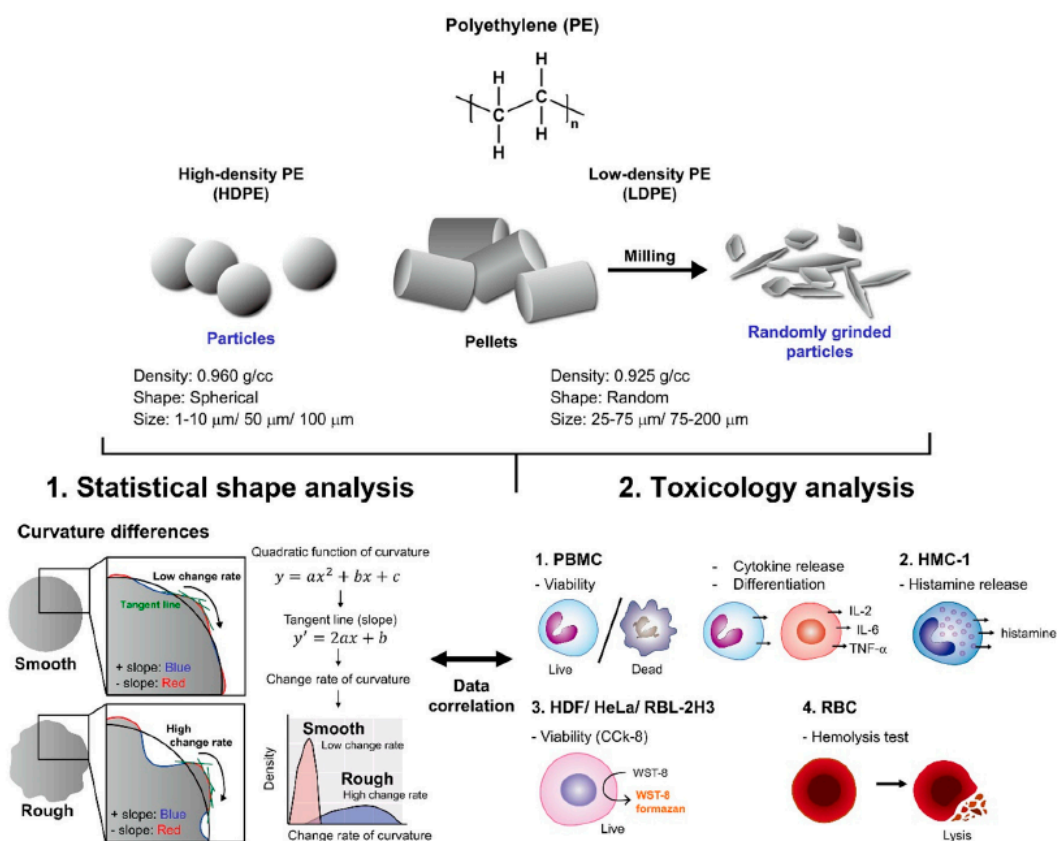 Polyethylene (PE)
H
H
C
C
n
H
H
High-density PE
(HDPE)
Low-density PE
(LDPE)
Milling
Particles
Pellets
Randomly grinded
particles
Density: 0.960 g/cc
Shape: Spherical
Size: 1-10 μm/ 50 μm/ 100 μm
Density: 0.925 g/cc
Shape: Random
Size: 25-75 μm/ 75-200 μm
1. Statistical shape analysis
Curvature differences
Low change rate
Tangent line
+ slope: Blue
- slope: Red
Smooth
High
change rate
+ slope: Blue
- slope: Red
Rough
Quadratic function of curvature
y = ax² + bx + c
Tangent line (slope)
y′ = 2ax + b
Change rate of curvature
Smooth
Low change rate
Rough
High change rate
Density
Change rate of curvature
Data
correlation
2. Toxicology analysis
1. PBMC
- Viability
Live
Dead
- Cytokine release
- Differentiation
IL-2
IL-6
TNF-α
2. HMC-1
- Histamine release
histamine
3. HDF/ HeLa/ RBL-2H3
- Viability (CCk-8)
WST-8
WST-8
formazan
Live
4. RBC
- Hemolysis test
Lysis